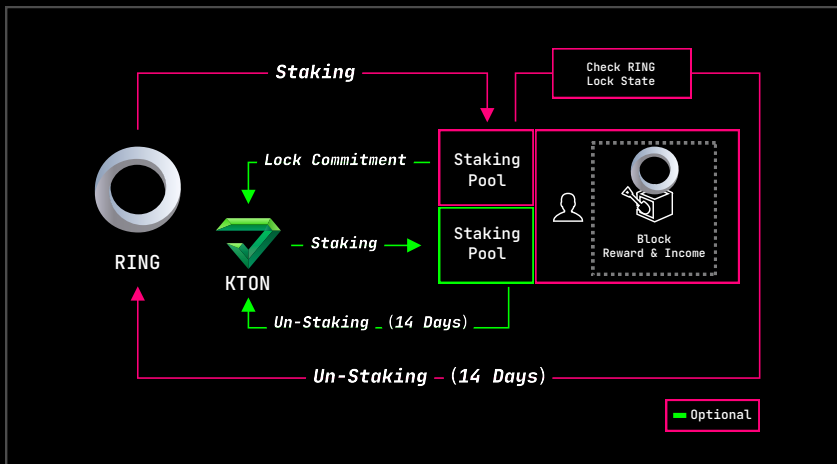 Staking
Check RING
Lock State
Lock Commitment
Staking
Pool
RING
KTON
Staking
Staking
Pool
Block
Reward & Income
Un-Staking (14 Days)
Un-Staking (14 Days)
Optional